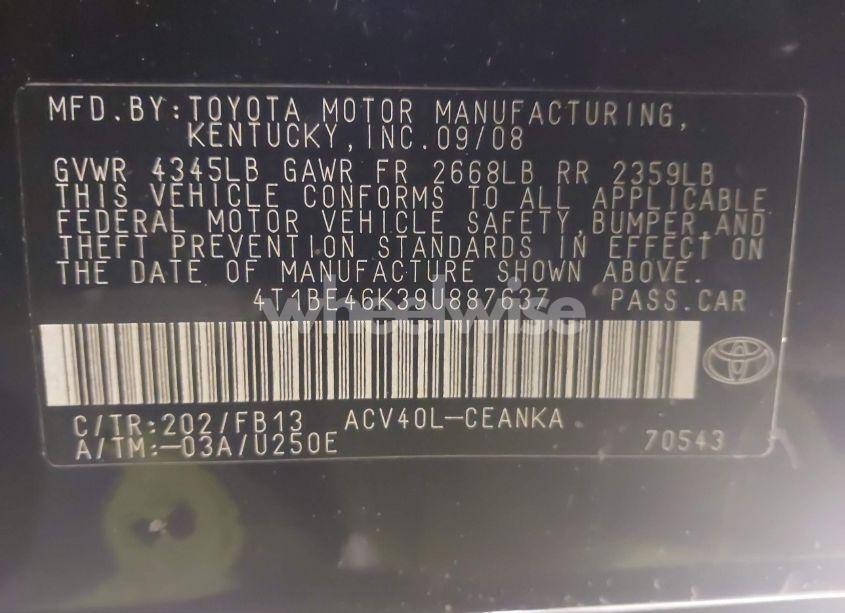 MFD.BY:TOYOTA MOTOR MANUFACTURING,
KENTUCKY,INC.09/08
GVWR 4345LB GAWR FR 2668LB RR 2359LB
THIS VEHICLE CONFORMS TO ALL APPLICABLE
FEDERAL MOTOR VEHICLE SAFETY,BUMPER,AND
THEFT PREVENTION STANDARDS IN EFFECT ON
THE DATE OF MANUFACTURE SHOWN ABOVE.
4T1BE46K39U887637 PASS.CAR
wheelwise
C/TR:202/FB13 ACV40L-CEANKA
A/TM:-03A/U250E 70543